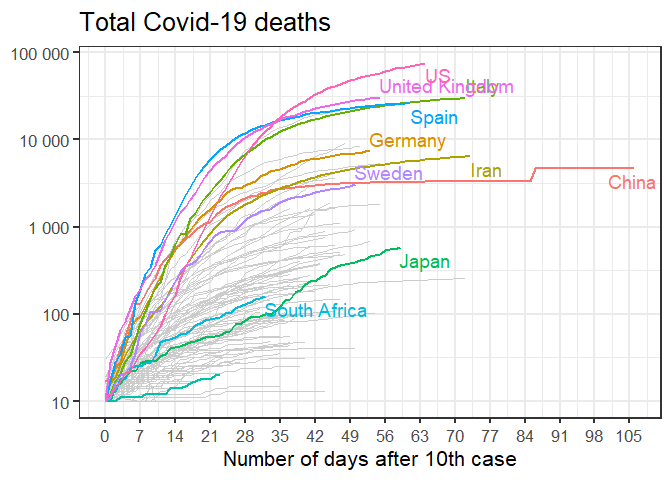 Total Covid-19 deaths
100 000
10 000
1 000
100
10
US
United Kingdom
Italy
Spain
Germany
Iran
Sweden
China
Japan
South Africa
0 7 14 21 28 35 42 49 56 63 70 77 84 91 98 105
Number of days after 10th case